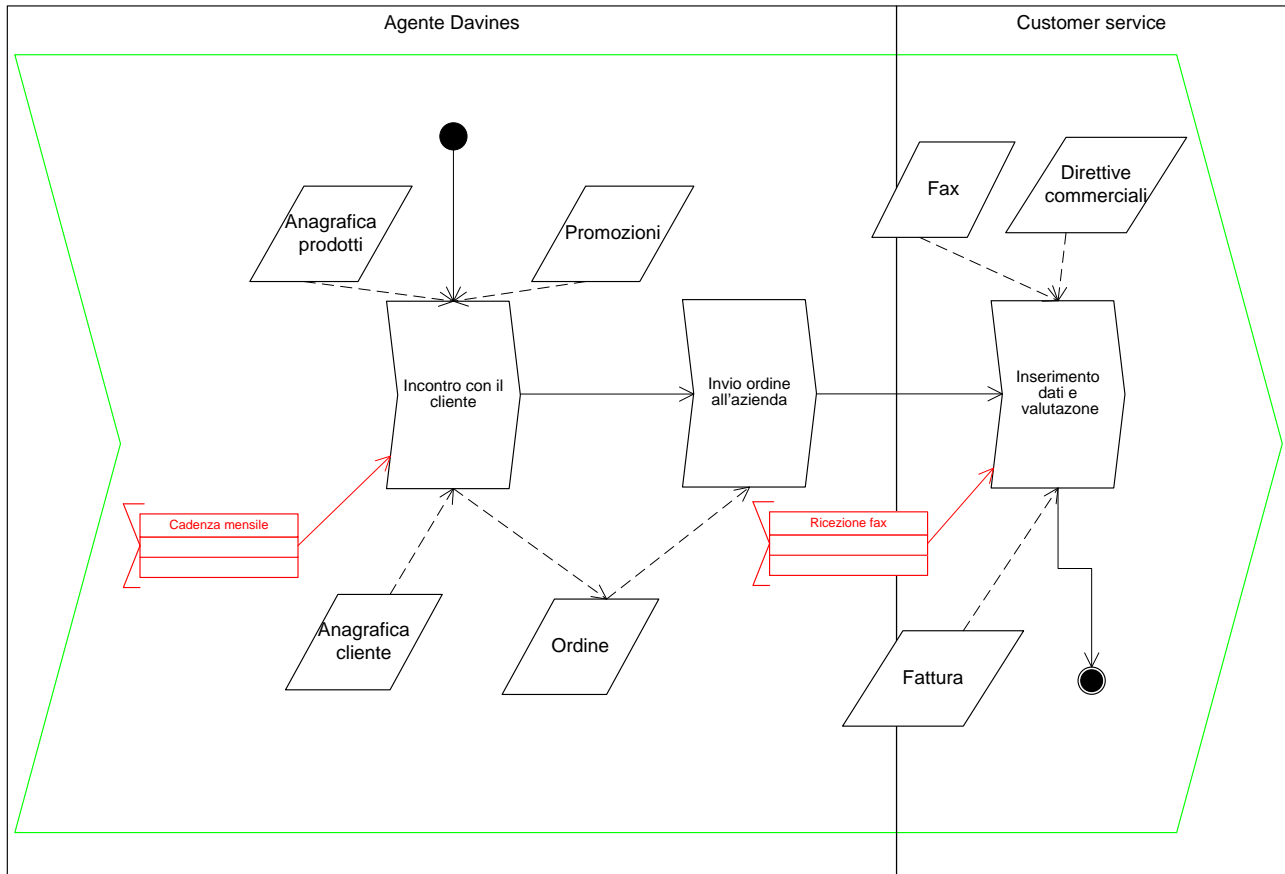 Agente Davines
Customer service
Anagrafica
prodotti
Promozioni
Fax
Direttive
commerciali
Incontro con il
cliente
Invio ordine
all'azienda
Inserimento
dati e
valutazone
Cadenza mensile
Ricezione fax
Anagrafica
cliente
Ordine
Fattura